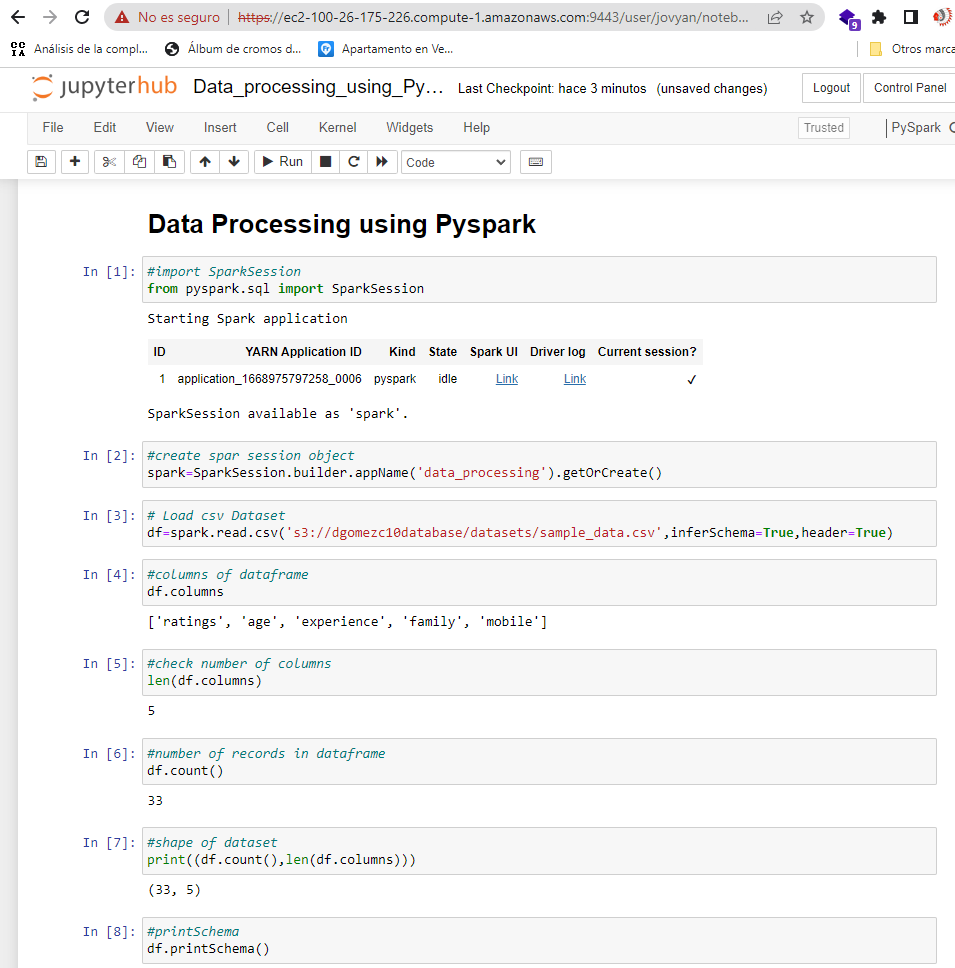 No es seguro
https://ec2-100-26-175-226.compute-1.amazonaws.com:9443/user/jovyan/noteb...
9
CC
IA
Análisis de la compl...
Álbum de cromos d...
Apartamento en Ve...
Otros marca
jupyterhub
Data_processing_using_Py...
Last Checkpoint: hace 3 minutos (unsaved changes)
Logout
Control Panel
File Edit View Insert Cell Kernel Widgets Help
Trusted
PySpark
Run
Code
Data Processing using Pyspark
In [1]:
#import SparkSession
from pyspark.sql import SparkSession
Starting Spark application
ID YARN Application ID Kind State Spark UI Driver log Current session?
1 application_1668975797258_0006 pyspark idle Link Link ✓
SparkSession available as 'spark'.
In [2]:
#create spar session object
spark=SparkSession.builder.appName('data_processing').getOrCreate()
In [3]:
# Load csv Dataset
df=spark.read.csv('s3://dgomezc10database/datasets/sample_data.csv',inferSchema=True,header=True)
In [4]:
#columns of dataframe
df.columns
['ratings', 'age', 'experience', 'family', 'mobile']
In [5]:
#check number of columns
len(df.columns)
5
In [6]:
#number of records in dataframe
df.count()
33
In [7]:
#shape of dataset
print((df.count(),len(df.columns)))
(33, 5)
In [8]:
#printSchema
df.printSchema()